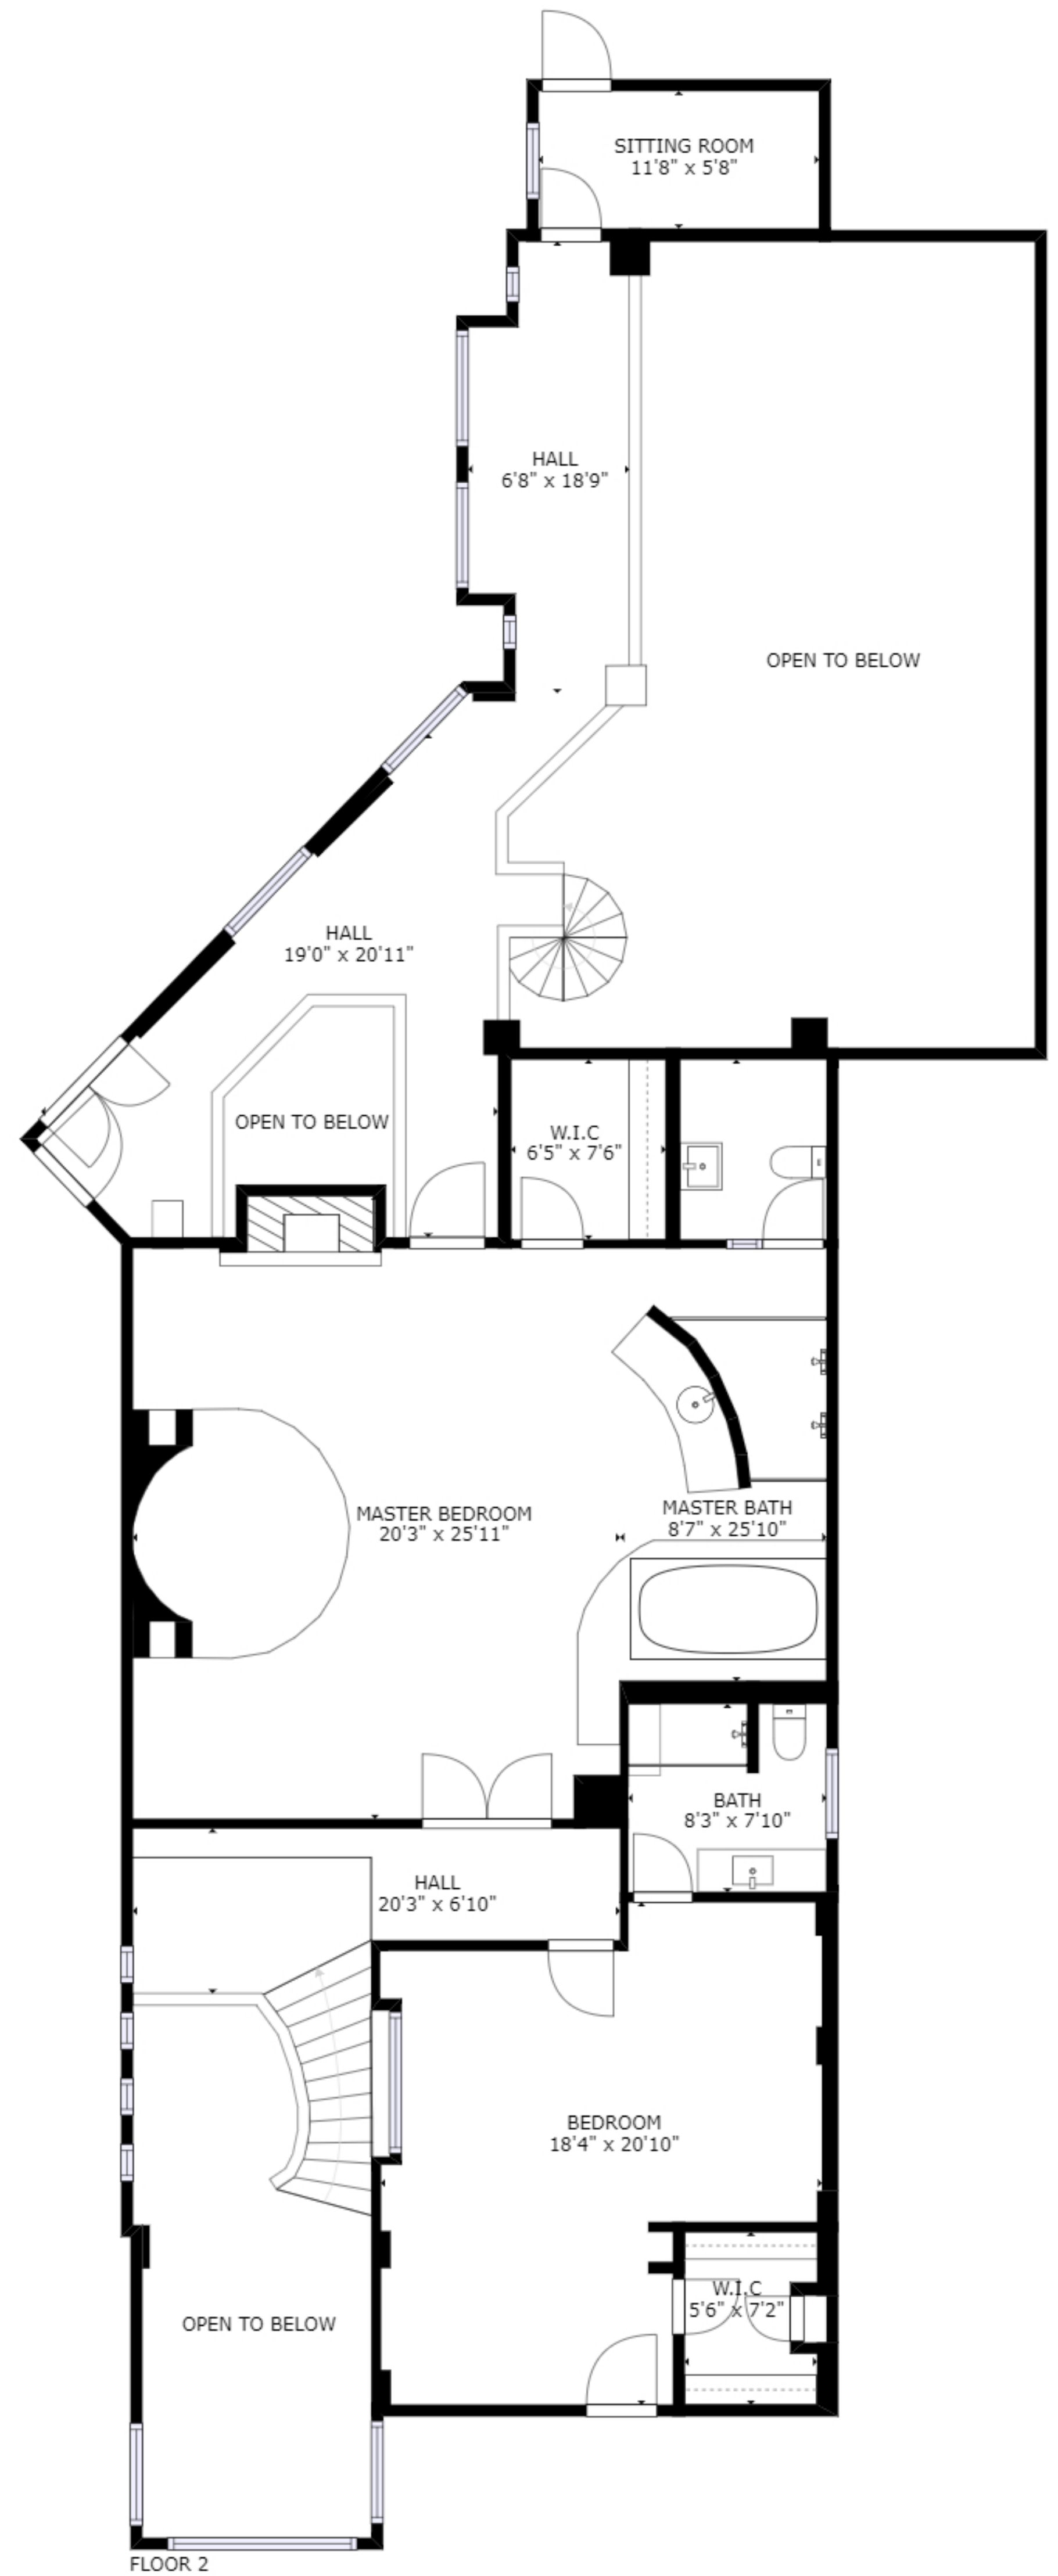 SITTING ROOM
11'8" x 5'8"
HALL
6'8" x 18'9"
OPEN TO BELOW
HALL
19'0" x 20'11"
OPEN TO BELOW
W.I.C
6'5" x 7'6"
MASTER BEDROOM
20'3" x 25'11"
MASTER BATH
8'7" x 25'10"
BATH
8'3" x 7'10"
HALL
20'3" x 6'10"
BEDROOM
18'4" x 20'10"
W.I.C
5'6" x 7'2"
OPEN TO BELOW
FLOOR 2